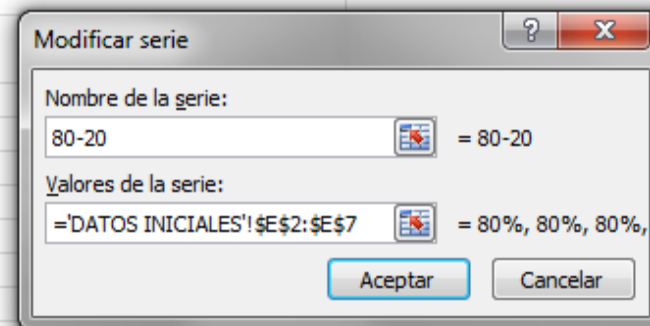 Modificar serie
Nombre de la serie:
80-20 = 80-20
Valores de la serie:
='DATOS INICIALES'!$E$2:$E$7 = 80%, 80%, 80%,
Aceptar Cancelar